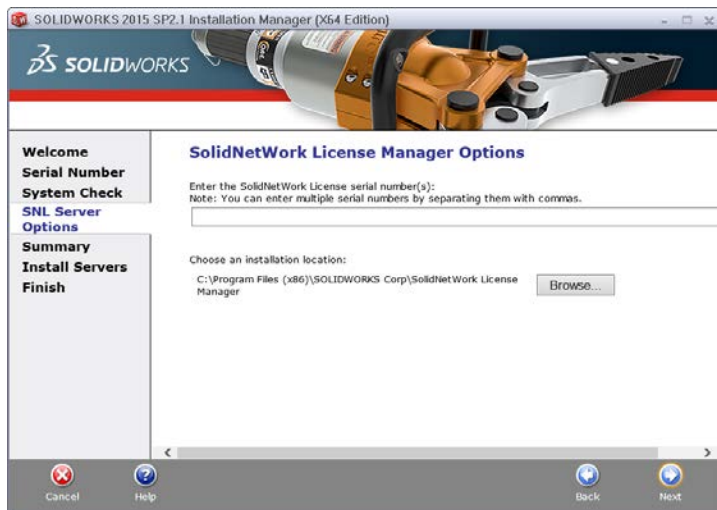 SOLIDWORKS 2015 SP2.1 Installation Manager (X64 Edition)
SOLIDWORKS
Welcome
Serial Number
System Check
SNL Server
Options
Summary
Install Servers
Finish
SolidNetWork License Manager Options
Enter the SolidNetWork License serial number(s):
Note: You can enter multiple serial numbers by separating them with commas.
Choose an installation location:
C:\Program Files (x86)\SOLIDWORKS Corp\SolidNetWork License
Manager
Browse...
Cancel
Help
Back
Next